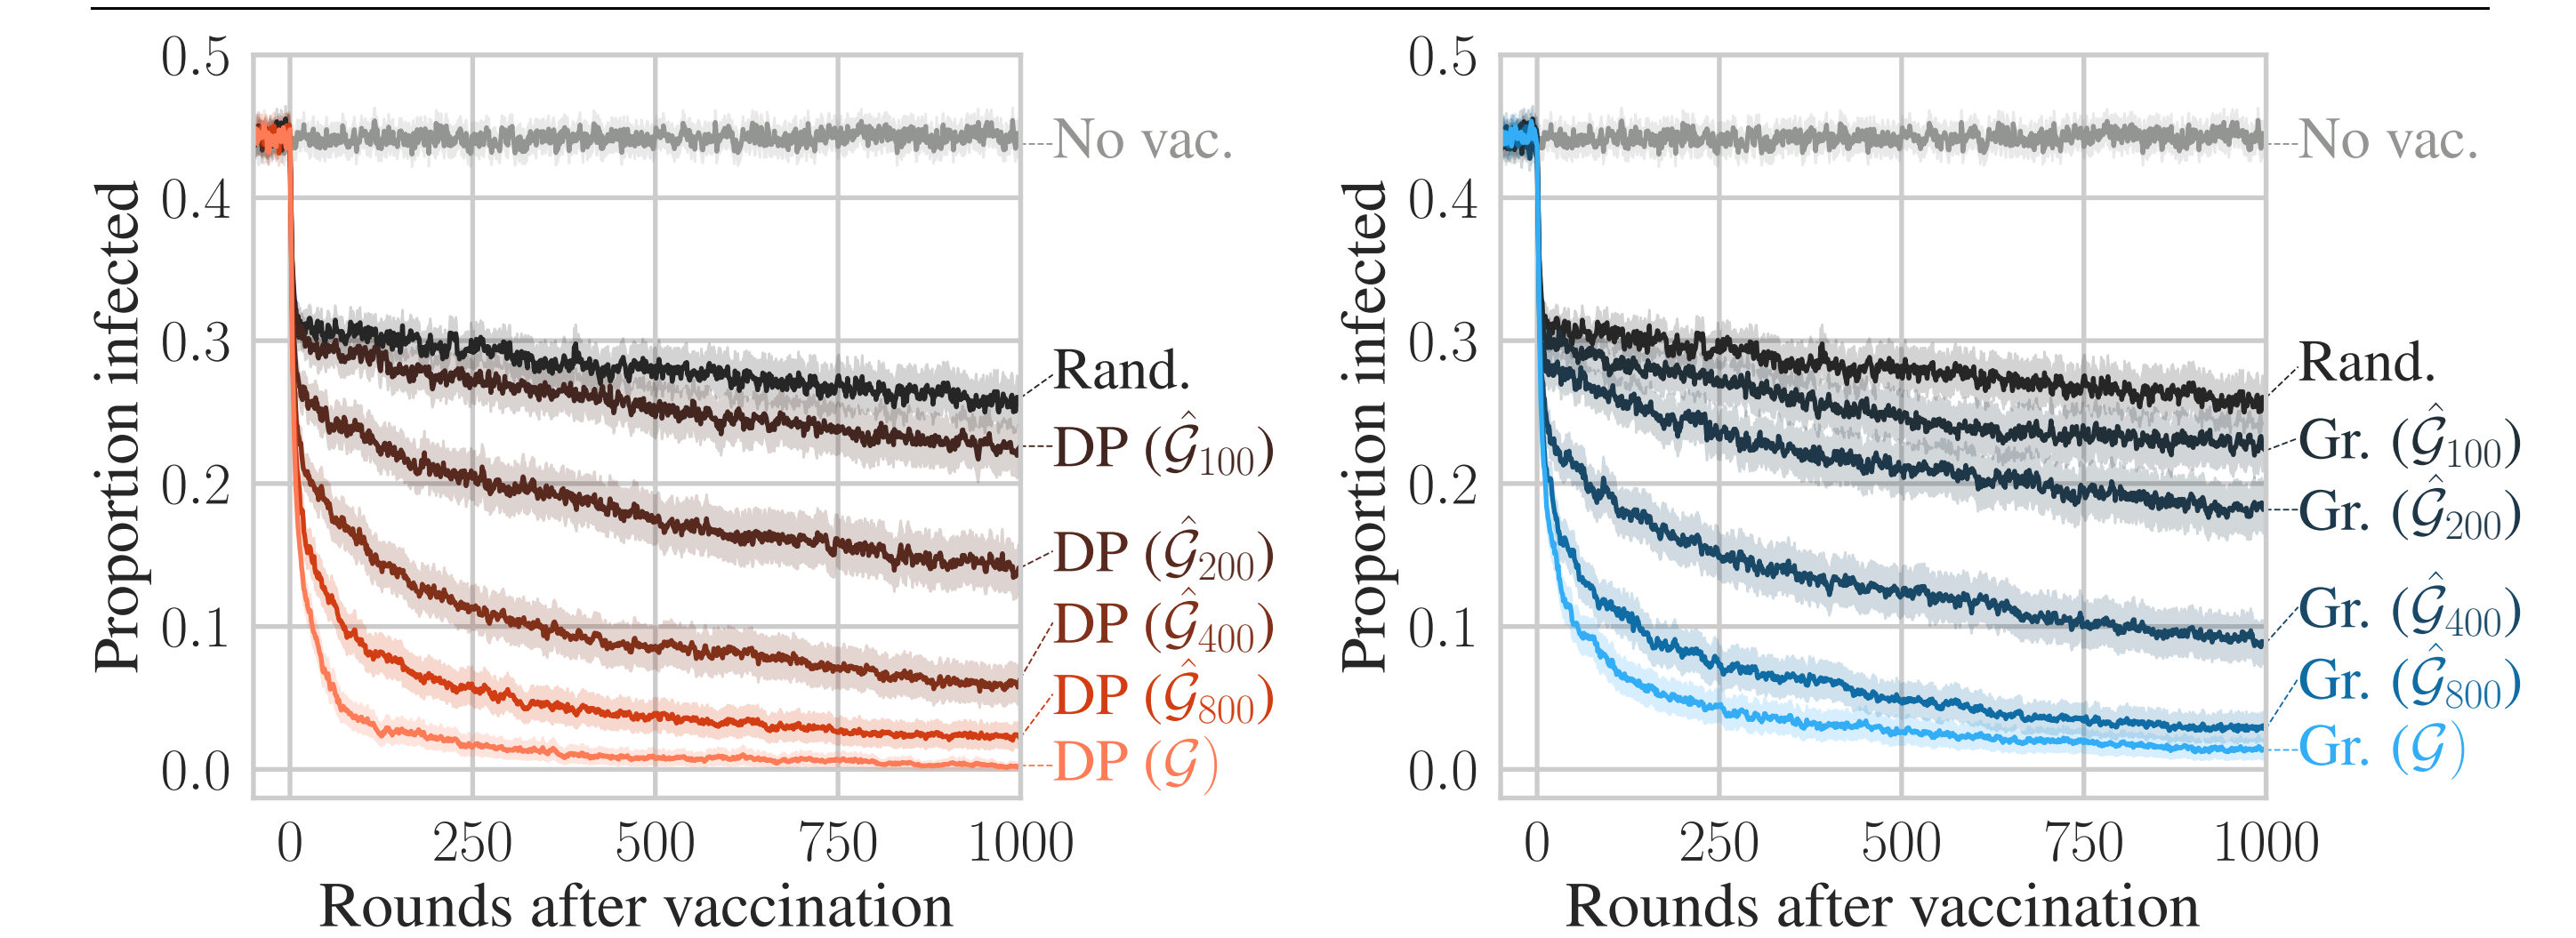 0.5
0.4
0.3
0.2
0.1
0.0
Proportion infected
0 250 500 750 1000
Rounds after vaccination
No vac.
Rand.
DP (𝒢̂₁₀₀)
DP (𝒢̂₂₀₀)
DP (𝒢̂₄₀₀)
DP (𝒢̂₈₀₀)
DP (𝒢)
0.5
0.4
0.3
0.2
0.1
0.0
Proportion infected
0 250 500 750 1000
Rounds after vaccination
No vac.
Rand.
Gr. (𝒢̂₁₀₀)
Gr. (𝒢̂₂₀₀)
Gr. (𝒢̂₄₀₀)
Gr. (𝒢̂₈₀₀)
Gr. (𝒢)